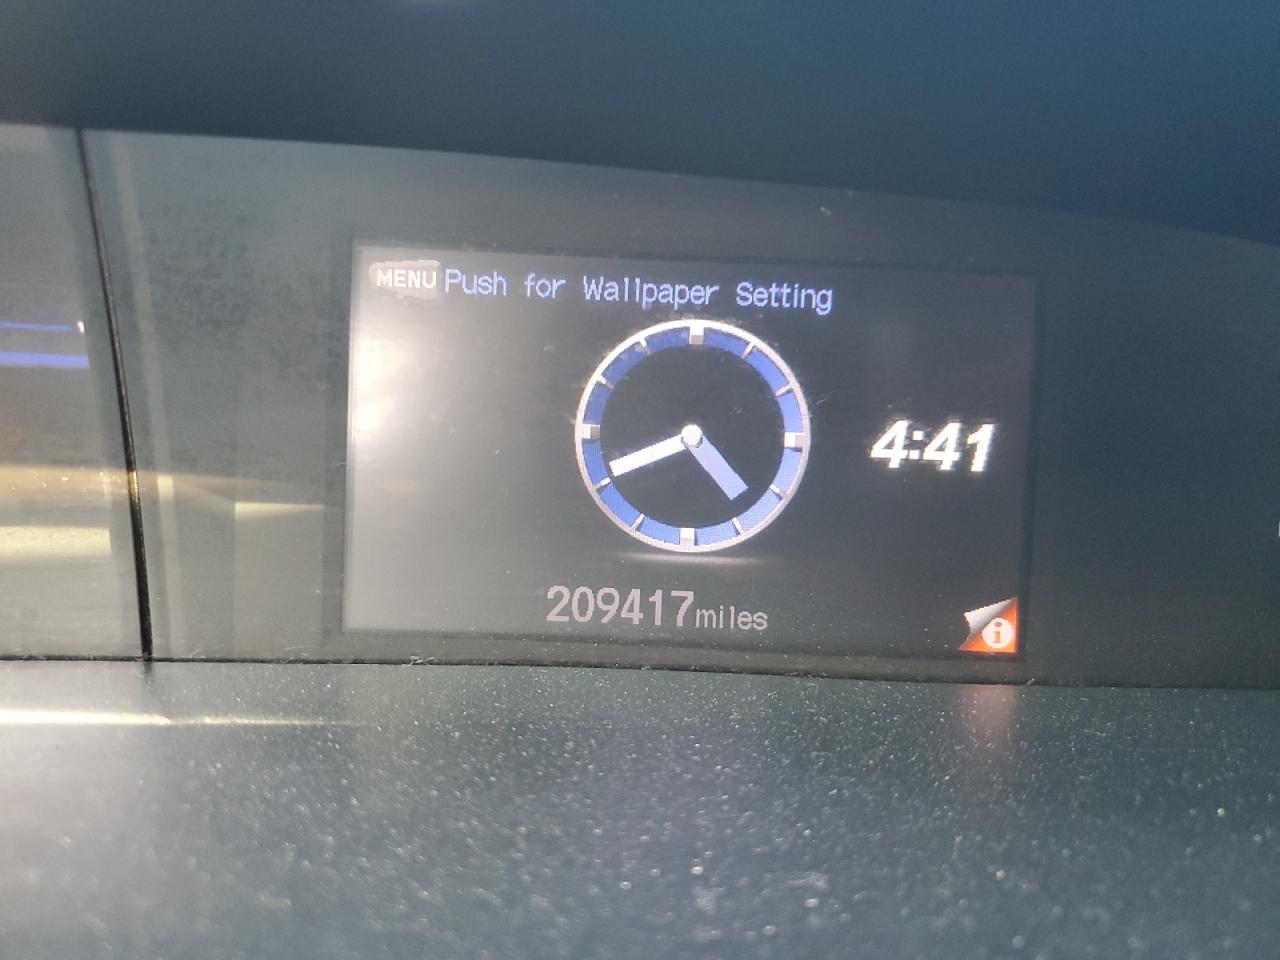 MENU Push for Wallpaper Setting
4:41
209417miles
i